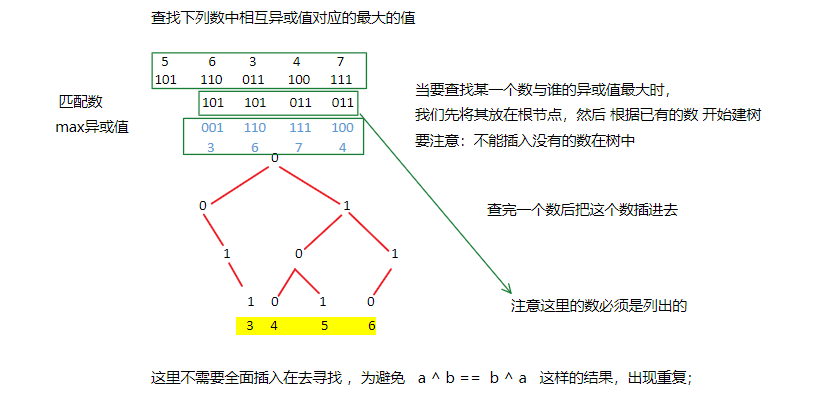 查找下列数中相互异或值对应的最大的值
5 6 3 4 7
101 110 011 100 111
匹配数 101 101 011 011
max异或值 001 110 111 100
3 6 7 4
当要查找某一个数与谁的异或值最大时，
我们先将其放在根节点，然后 根据已有的数 开始建树
要注意：不能插入没有的数在树中
0
0 1
查完一个数后把这个数插进去
1 0 1
1 0 1 0
注意这里的数必须是列出的
3 4 5 6
这里不需要全面插入在去寻找 ，为避免 a ^ b == b ^ a 这样的结果，出现重复；